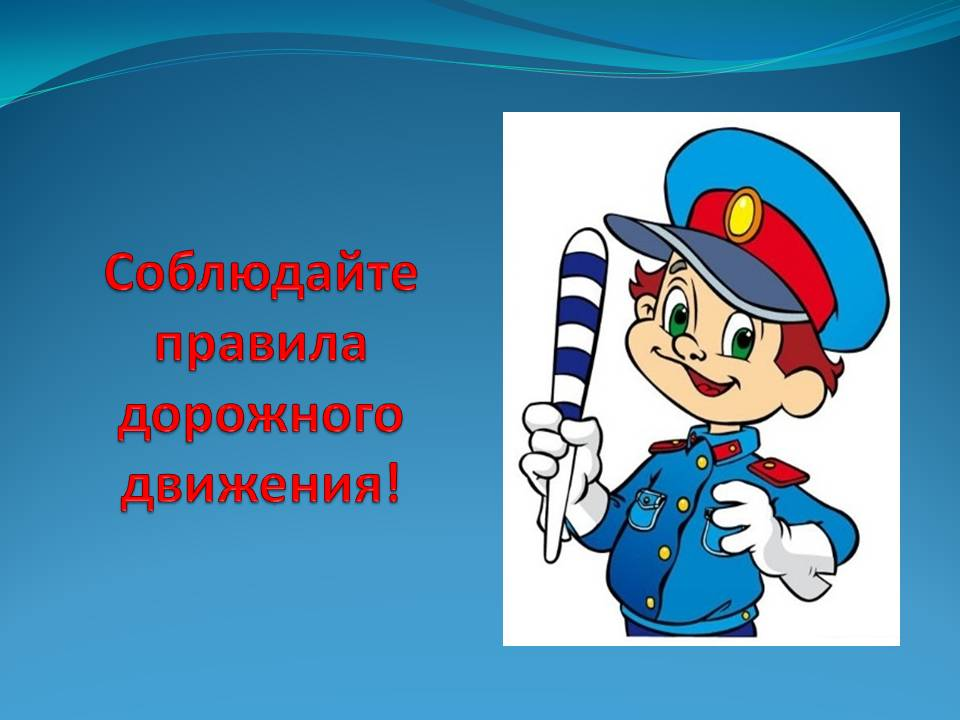 Соблюдайте
правила
дорожного
движения!